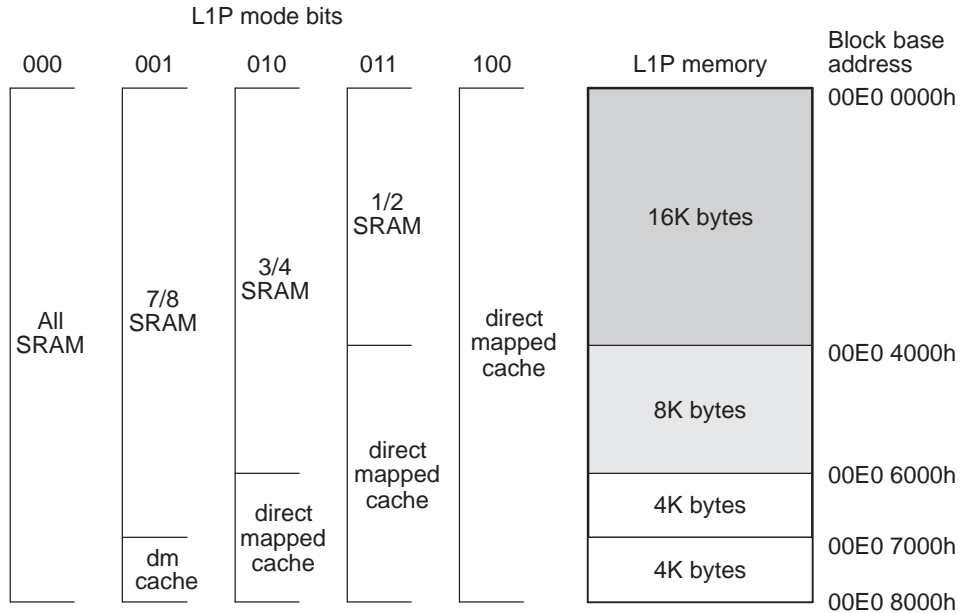 L1P mode bits
000
001
010
011
100
L1P memory
Block base
address
00E0 0000h
All
SRAM
7/8
SRAM
dm
cache
3/4
SRAM
direct
mapped
cache
1/2
SRAM
direct
mapped
cache
direct
mapped
cache
16K bytes
00E0 4000h
8K bytes
00E0 6000h
4K bytes
00E0 7000h
4K bytes
00E0 8000h